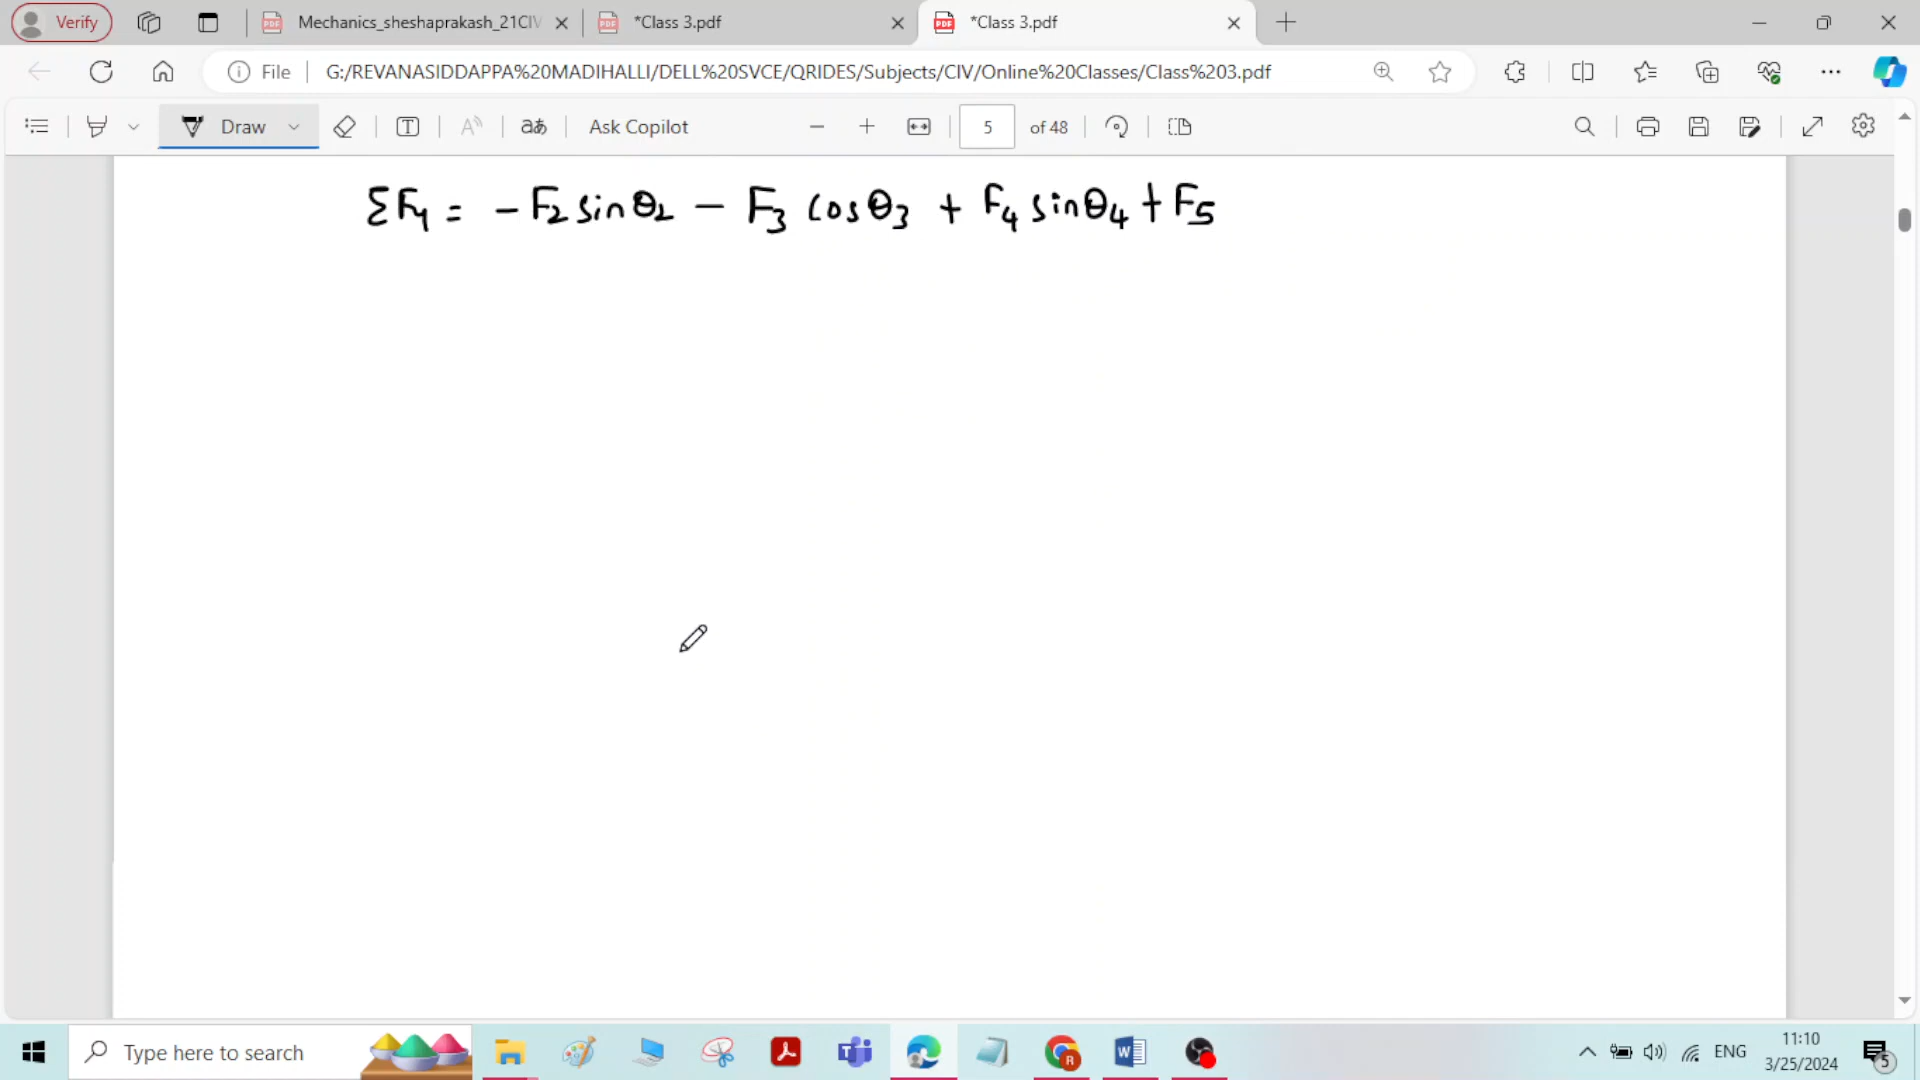 Verify
Mechanics_sheshaprakash_21CIV
*Class 3.pdf
*Class 3.pdf
File
G:/REVANASIDDAPPA%20MADIHALLI/DELL%20SVCE/QRIDES/Subjects/CIV/Online%20Classes/Class%203.pdf
Draw
Ask Copilot
5 of 48
ΣFy = - F2 sinθ2 - F3 cosθ3 + F4 sinθ4 + F5
Type here to search
ENG
11:10
3/25/2024
5